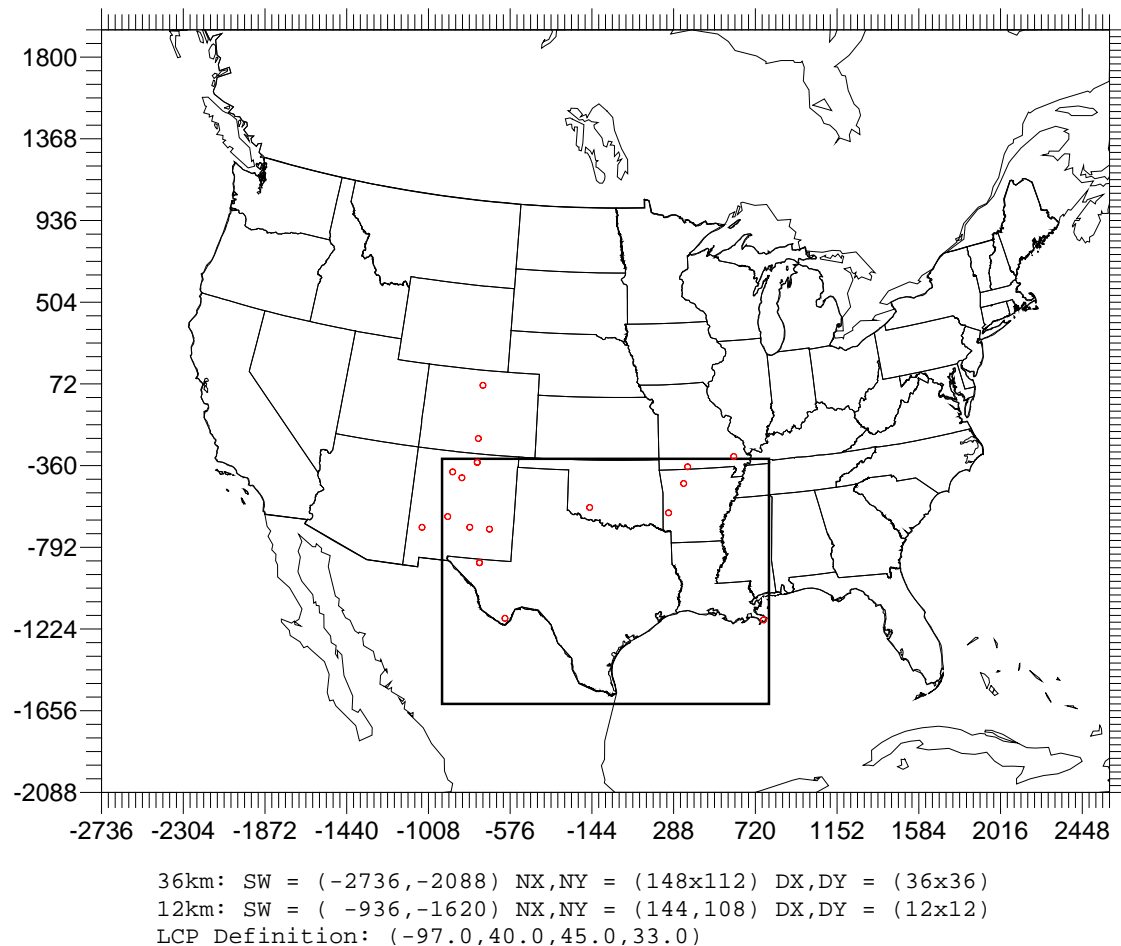 1800
1368
936
504
72
-360
-792
-1224
-1656
-2088
-2736 -2304 -1872 -1440 -1008 -576 -144 288 720 1152 1584 2016 2448
36km: SW = (-2736,-2088) NX,NY = (148x112) DX,DY = (36x36)
12km: SW = ( -936,-1620) NX,NY = (144,108) DX,DY = (12x12)
LCP Definition: (-97.0,40.0,45.0,33.0)